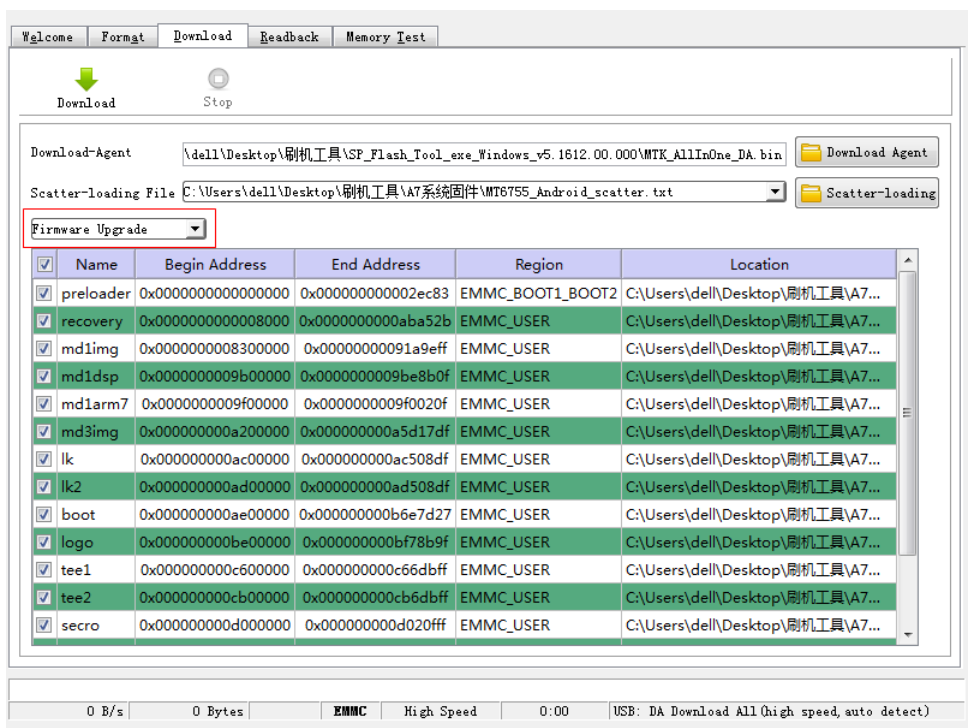 Welcome Format Download Readback Memory Test
Download Stop
Download-Agent \dell\Desktop\刷机工具\SP_Flash_Tool_exe_Windows_v5.1612.00.000\MTK_AllInOne_DA.bin Download Agent
Scatter-loading File C:\Users\dell\Desktop\刷机工具\A7系统固件\MT6755_Android_scatter.txt Scatter-loading
Firmware Upgrade
Name Begin Address End Address Region Location
preloader 0x0000000000000000 0x000000000002ec83 EMMC_BOOT1_BOOT2 C:\Users\dell\Desktop\刷机工具\A7...
recovery 0x0000000000008000 0x0000000000aba52b EMMC_USER C:\Users\dell\Desktop\刷机工具\A7...
md1img 0x0000000008300000 0x00000000091a9eff EMMC_USER C:\Users\dell\Desktop\刷机工具\A7...
md1dsp 0x0000000009b00000 0x0000000009be8b0f EMMC_USER C:\Users\dell\Desktop\刷机工具\A7...
md1arm7 0x0000000009f00000 0x0000000009f0020f EMMC_USER C:\Users\dell\Desktop\刷机工具\A7...
md3img 0x000000000a200000 0x000000000a5d17df EMMC_USER C:\Users\dell\Desktop\刷机工具\A7...
lk 0x000000000ac00000 0x000000000ac508df EMMC_USER C:\Users\dell\Desktop\刷机工具\A7...
lk2 0x000000000ad00000 0x000000000ad508df EMMC_USER C:\Users\dell\Desktop\刷机工具\A7...
boot 0x000000000ae00000 0x000000000b6e7d27 EMMC_USER C:\Users\dell\Desktop\刷机工具\A7...
logo 0x000000000be00000 0x000000000bf78b9f EMMC_USER C:\Users\dell\Desktop\刷机工具\A7...
tee1 0x000000000c600000 0x000000000c66dbff EMMC_USER C:\Users\dell\Desktop\刷机工具\A7...
tee2 0x000000000cb00000 0x000000000cb6dbff EMMC_USER C:\Users\dell\Desktop\刷机工具\A7...
secro 0x000000000d000000 0x000000000d020fff EMMC_USER C:\Users\dell\Desktop\刷机工具\A7...
0 B/s 0 Bytes EMMC High Speed 0:00 USB: DA Download All(high speed,auto detect)